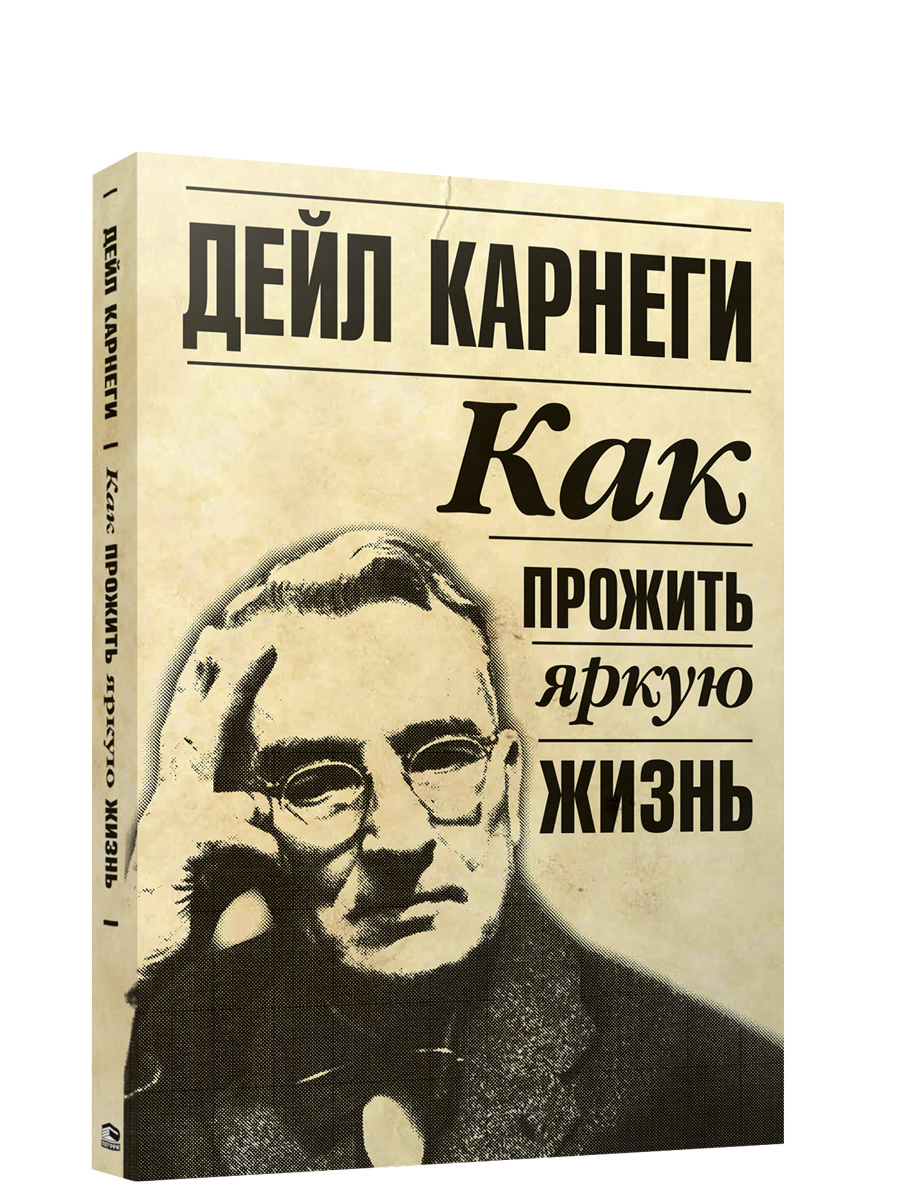 ДЕЙЛ КАРНЕГИ
Как
ПРОЖИТЬ
яркую
ЖИЗНЬ
ДЕЙЛ КАРНЕГИ | Как ПРОЖИТЬ яркую ЖИЗНЬ